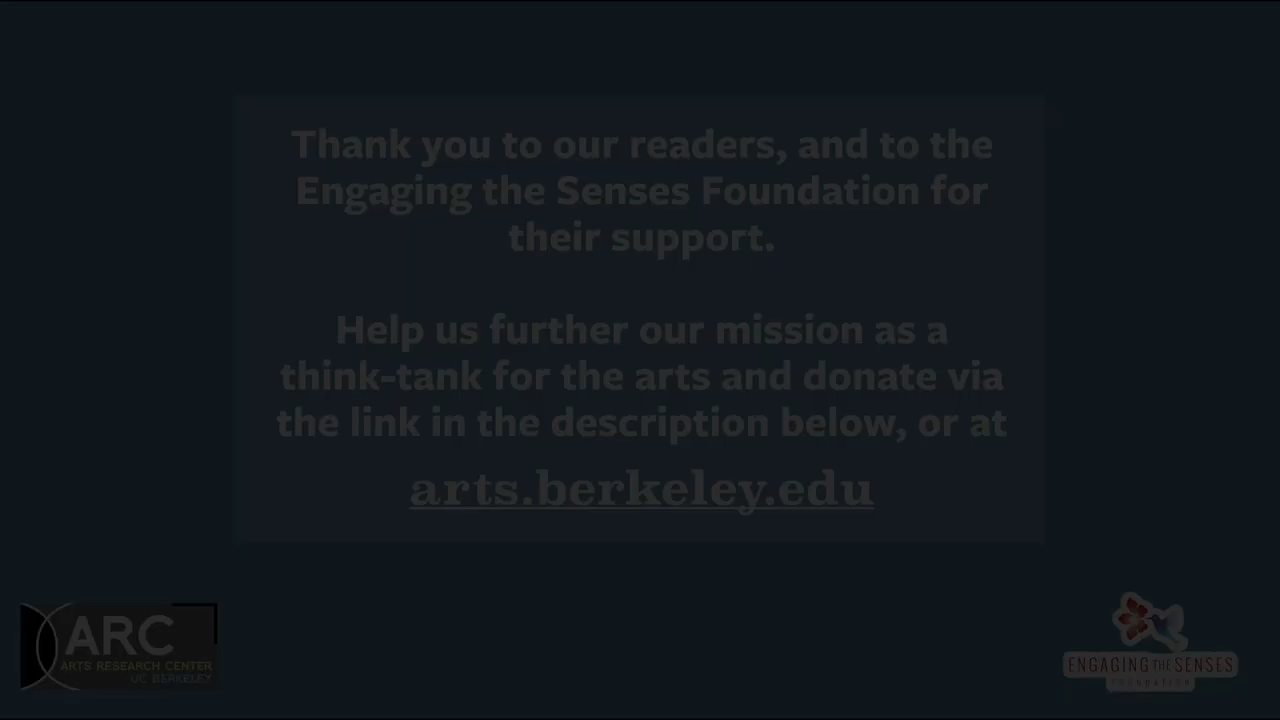 Thank you to our readers, and to the
Engaging the Senses Foundation for
their support.
Help us further our mission as a
think-tank for the arts and donate via
the link in the description below, or at
arts.berkeley.edu
ARC
ARTS RESEARCH CENTER
UC BERKELEY
ENGAGING THE SENSES
foundation